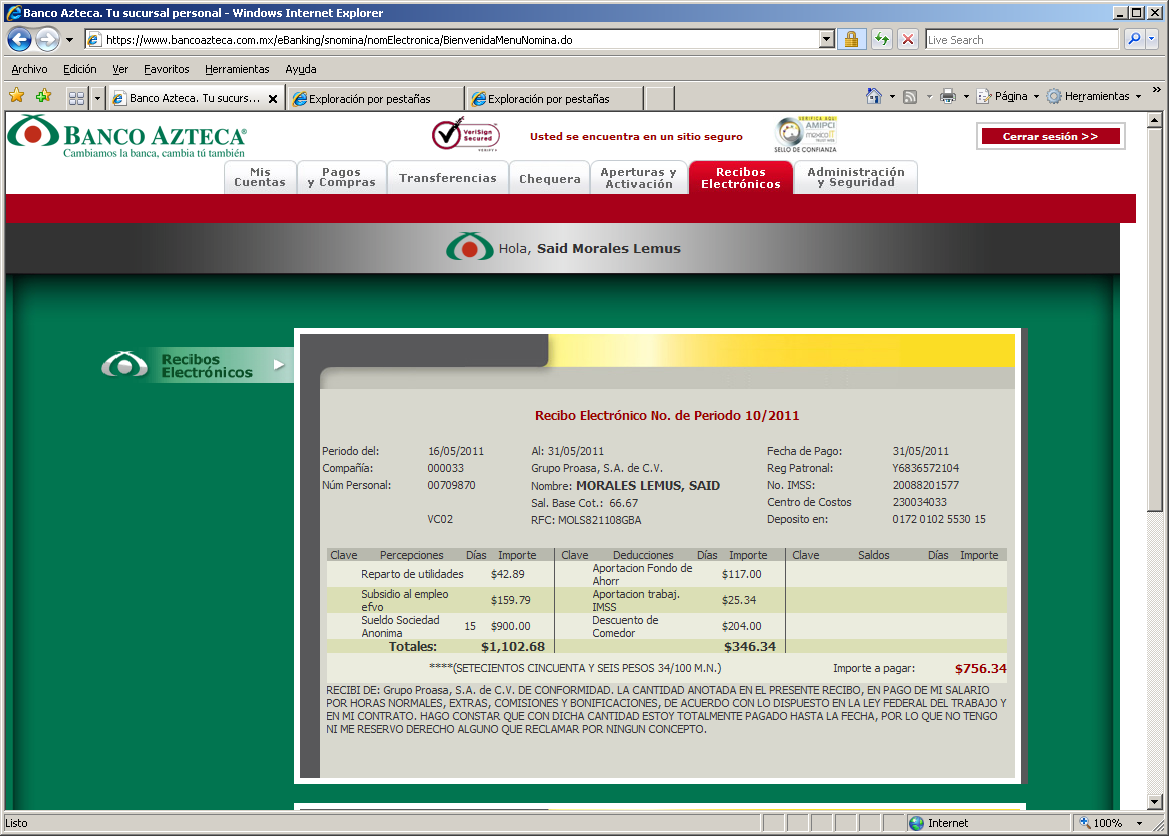 Banco Azteca. Tu sucursal personal - Windows Internet Explorer
https://www.bancoazteca.com.mx/eBanking/snomina/nomElectronica/BienvenidaMenuNomina.do
Live Search
Archivo Edición Ver Favoritos Herramientas Ayuda
Banco Azteca. Tu sucurs... Exploración por pestañas Exploración por pestañas Página Herramientas
BANCO AZTECA
Cambiamos la banca, cambia tú también
VeriSign Secured
VERIFY
Usted se encuentra en un sitio seguro
VERIFICA AQUI
AMIPCI
SELLO DE CONFIANZA
Cerrar sesión >>
Mis Cuentas
Pagos y Compras
Transferencias
Chequera
Aperturas y Activación
Recibos Electrónicos
Administración y Seguridad
Hola, Said Morales Lemus
Recibos Electrónicos
Recibo Electrónico No. de Periodo 10/2011
Periodo del: 16/05/2011 Al: 31/05/2011 Fecha de Pago: 31/05/2011
Compañía: 000033 Grupo Proasa, S.A. de C.V. Reg Patronal: Y6836572104
Núm Personal: 00709870 Nombre: MORALES LEMUS, SAID No. IMSS: 20088201577
Sal. Base Cot.: 66.67 Centro de Costos 230034033
VC02 RFC: MOLS821108GBA Deposito en: 0172 0102 5530 15
Clave Percepciones Días Importe Clave Deducciones Días Importe Clave Saldos Días Importe
Reparto de utilidades $42.89 Aportacion Fondo de Ahorr $117.00
Subsidio al empleo efvo $159.79 Aportacion trabaj. IMSS $25.34
Sueldo Sociedad Anonima 15 $900.00 Descuento de Comedor $204.00
Totales: $1,102.68 $346.34
****(SETECIENTOS CINCUENTA Y SEIS PESOS 34/100 M.N.) Importe a pagar: $756.34
RECIBI DE: Grupo Proasa, S.A. de C.V. DE CONFORMIDAD. LA CANTIDAD ANOTADA EN EL PRESENTE RECIBO, EN PAGO DE MI SALARIO
POR HORAS NORMALES, EXTRAS, COMISIONES Y BONIFICACIONES, DE ACUERDO CON LO DISPUESTO EN LA LEY FEDERAL DEL TRABAJO Y
EN MI CONTRATO. HAGO CONSTAR QUE CON DICHA CANTIDAD ESTOY TOTALMENTE PAGADO HASTA LA FECHA, POR LO QUE NO TENGO
NI ME RESERVO DERECHO ALGUNO QUE RECLAMAR POR NINGUN CONCEPTO.
Listo Internet 100%